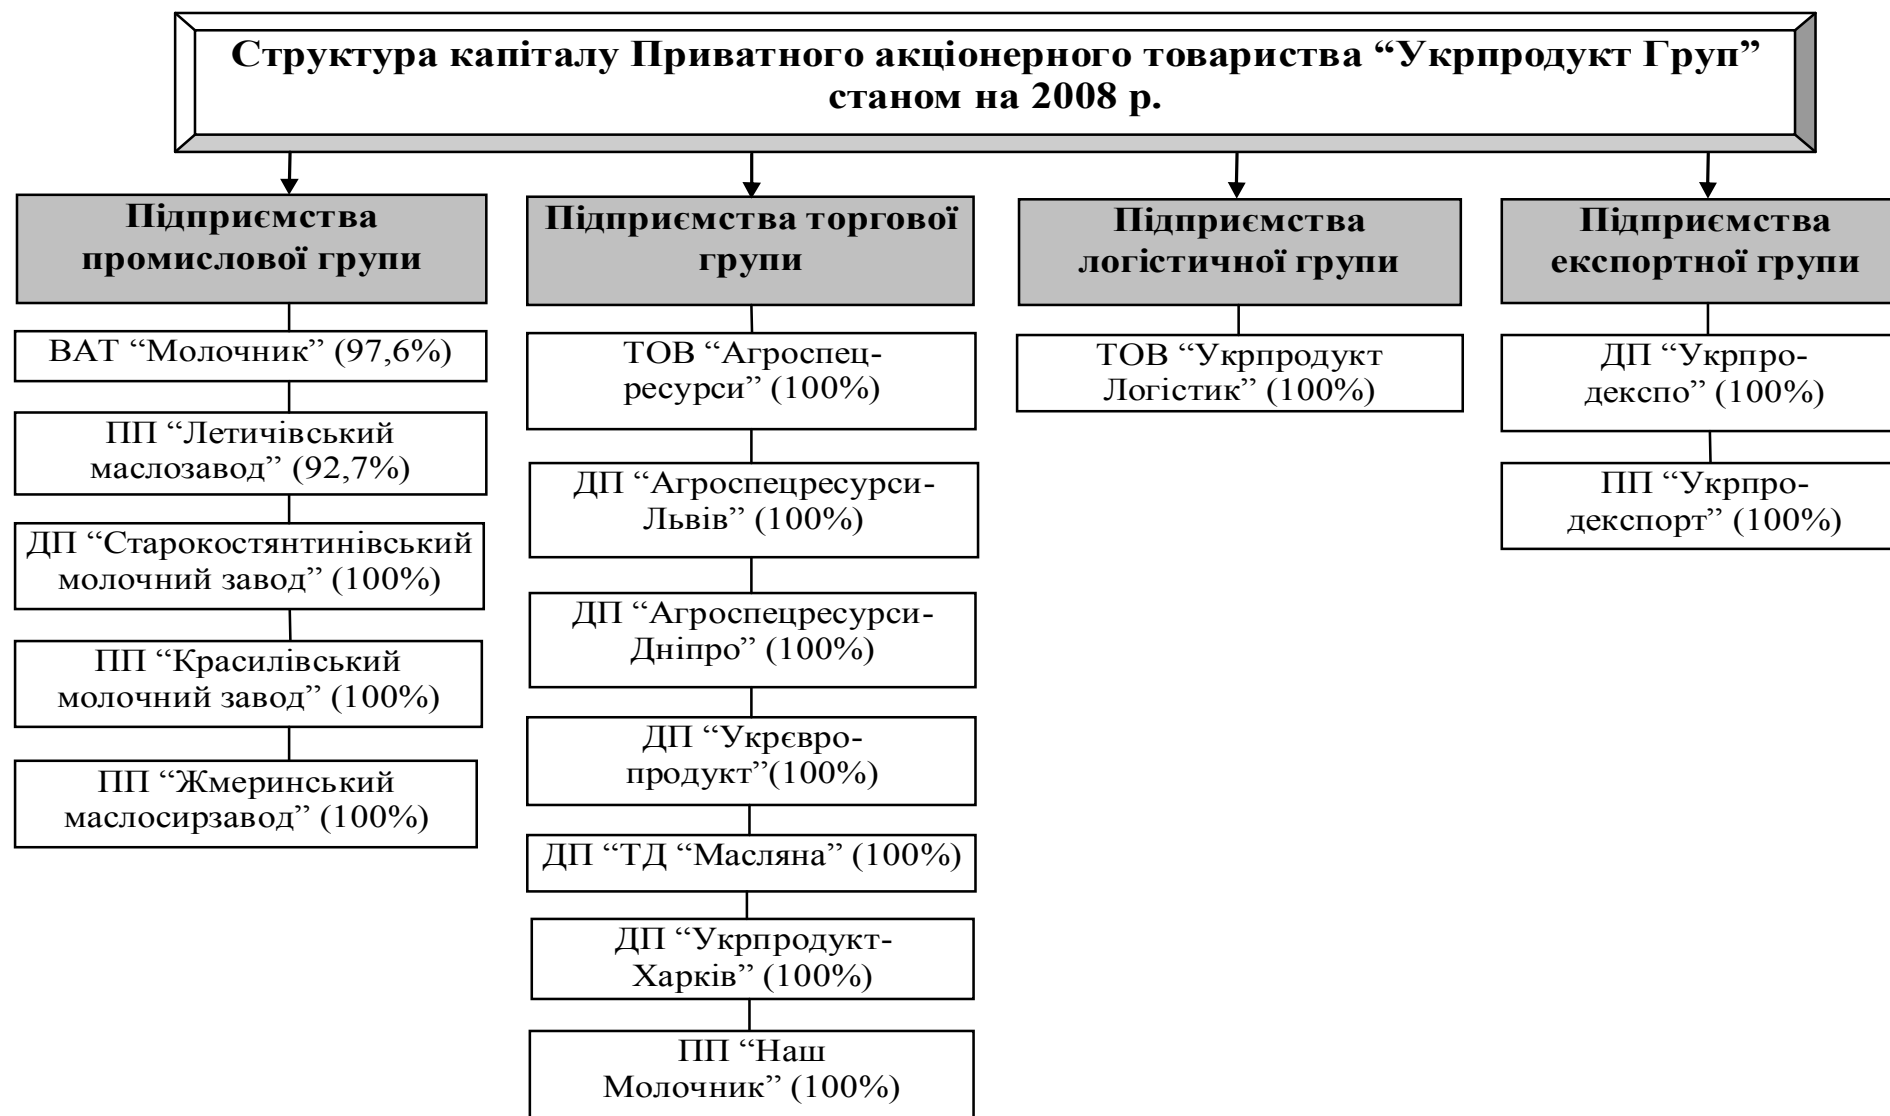 Структура капіталу Приватного акціонерного товариства “Укрпродукт Груп”
станом на 2008 р.
Підприємства
промислової групи
ВАТ “Молочник” (97,6%)
ПП “Летичівський
маслозавод” (92,7%)
ДП “Старокостянтинівський
молочний завод” (100%)
ПП “Красилівський
молочний завод” (100%)
ПП “Жмеринський
маслосирзавод” (100%)
Підприємства торгової
групи
ТОВ “Агроспец-
ресурси” (100%)
ДП “Агроспецресурси-
Львів” (100%)
ДП “Агроспецресурси-
Дніпро” (100%)
ДП “Укрєвро-
продукт”(100%)
ДП “ТД “Масляна” (100%)
ДП “Укрпродукт-
Харків” (100%)
ПП “Наш
Молочник” (100%)
Підприємства
логістичної групи
ТОВ “Укрпродукт
Логістик” (100%)
Підприємства
експортної групи
ДП “Укрпро-
декспо” (100%)
ПП “Укрпро-
декспорт” (100%)